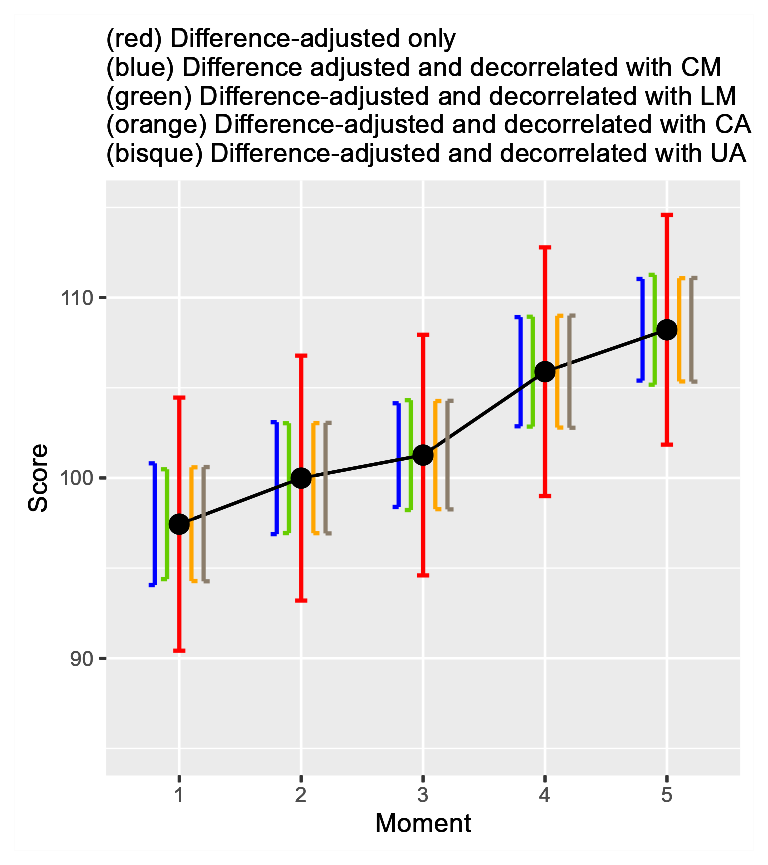 (red) Difference-adjusted only
(blue) Difference adjusted and decorrelated with CM
(green) Difference-adjusted and decorrelated with LM
(orange) Difference-adjusted and decorrelated with CA
(bisque) Difference-adjusted and decorrelated with UA
110
100
90
Score
1 2 3 4 5
Moment